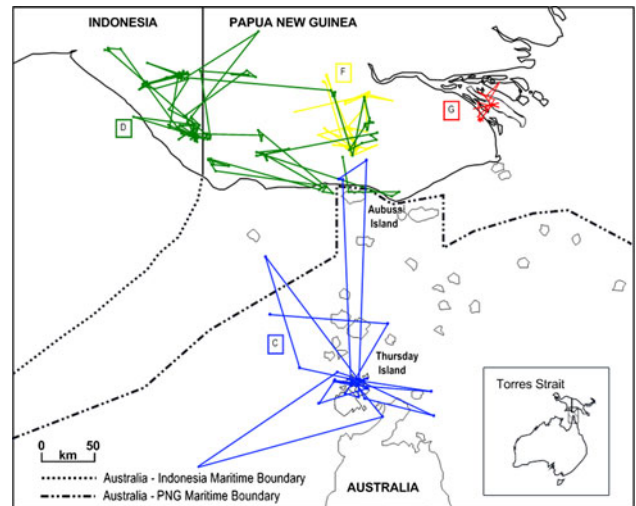 INDONESIA
PAPUA NEW GUINEA
F
G
D
Aubussi
Island
C
Thursday
Island
Torres Strait
0 50
km
Australia - Indonesia Maritime Boundary
Australia - PNG Maritime Boundary
AUSTRALIA